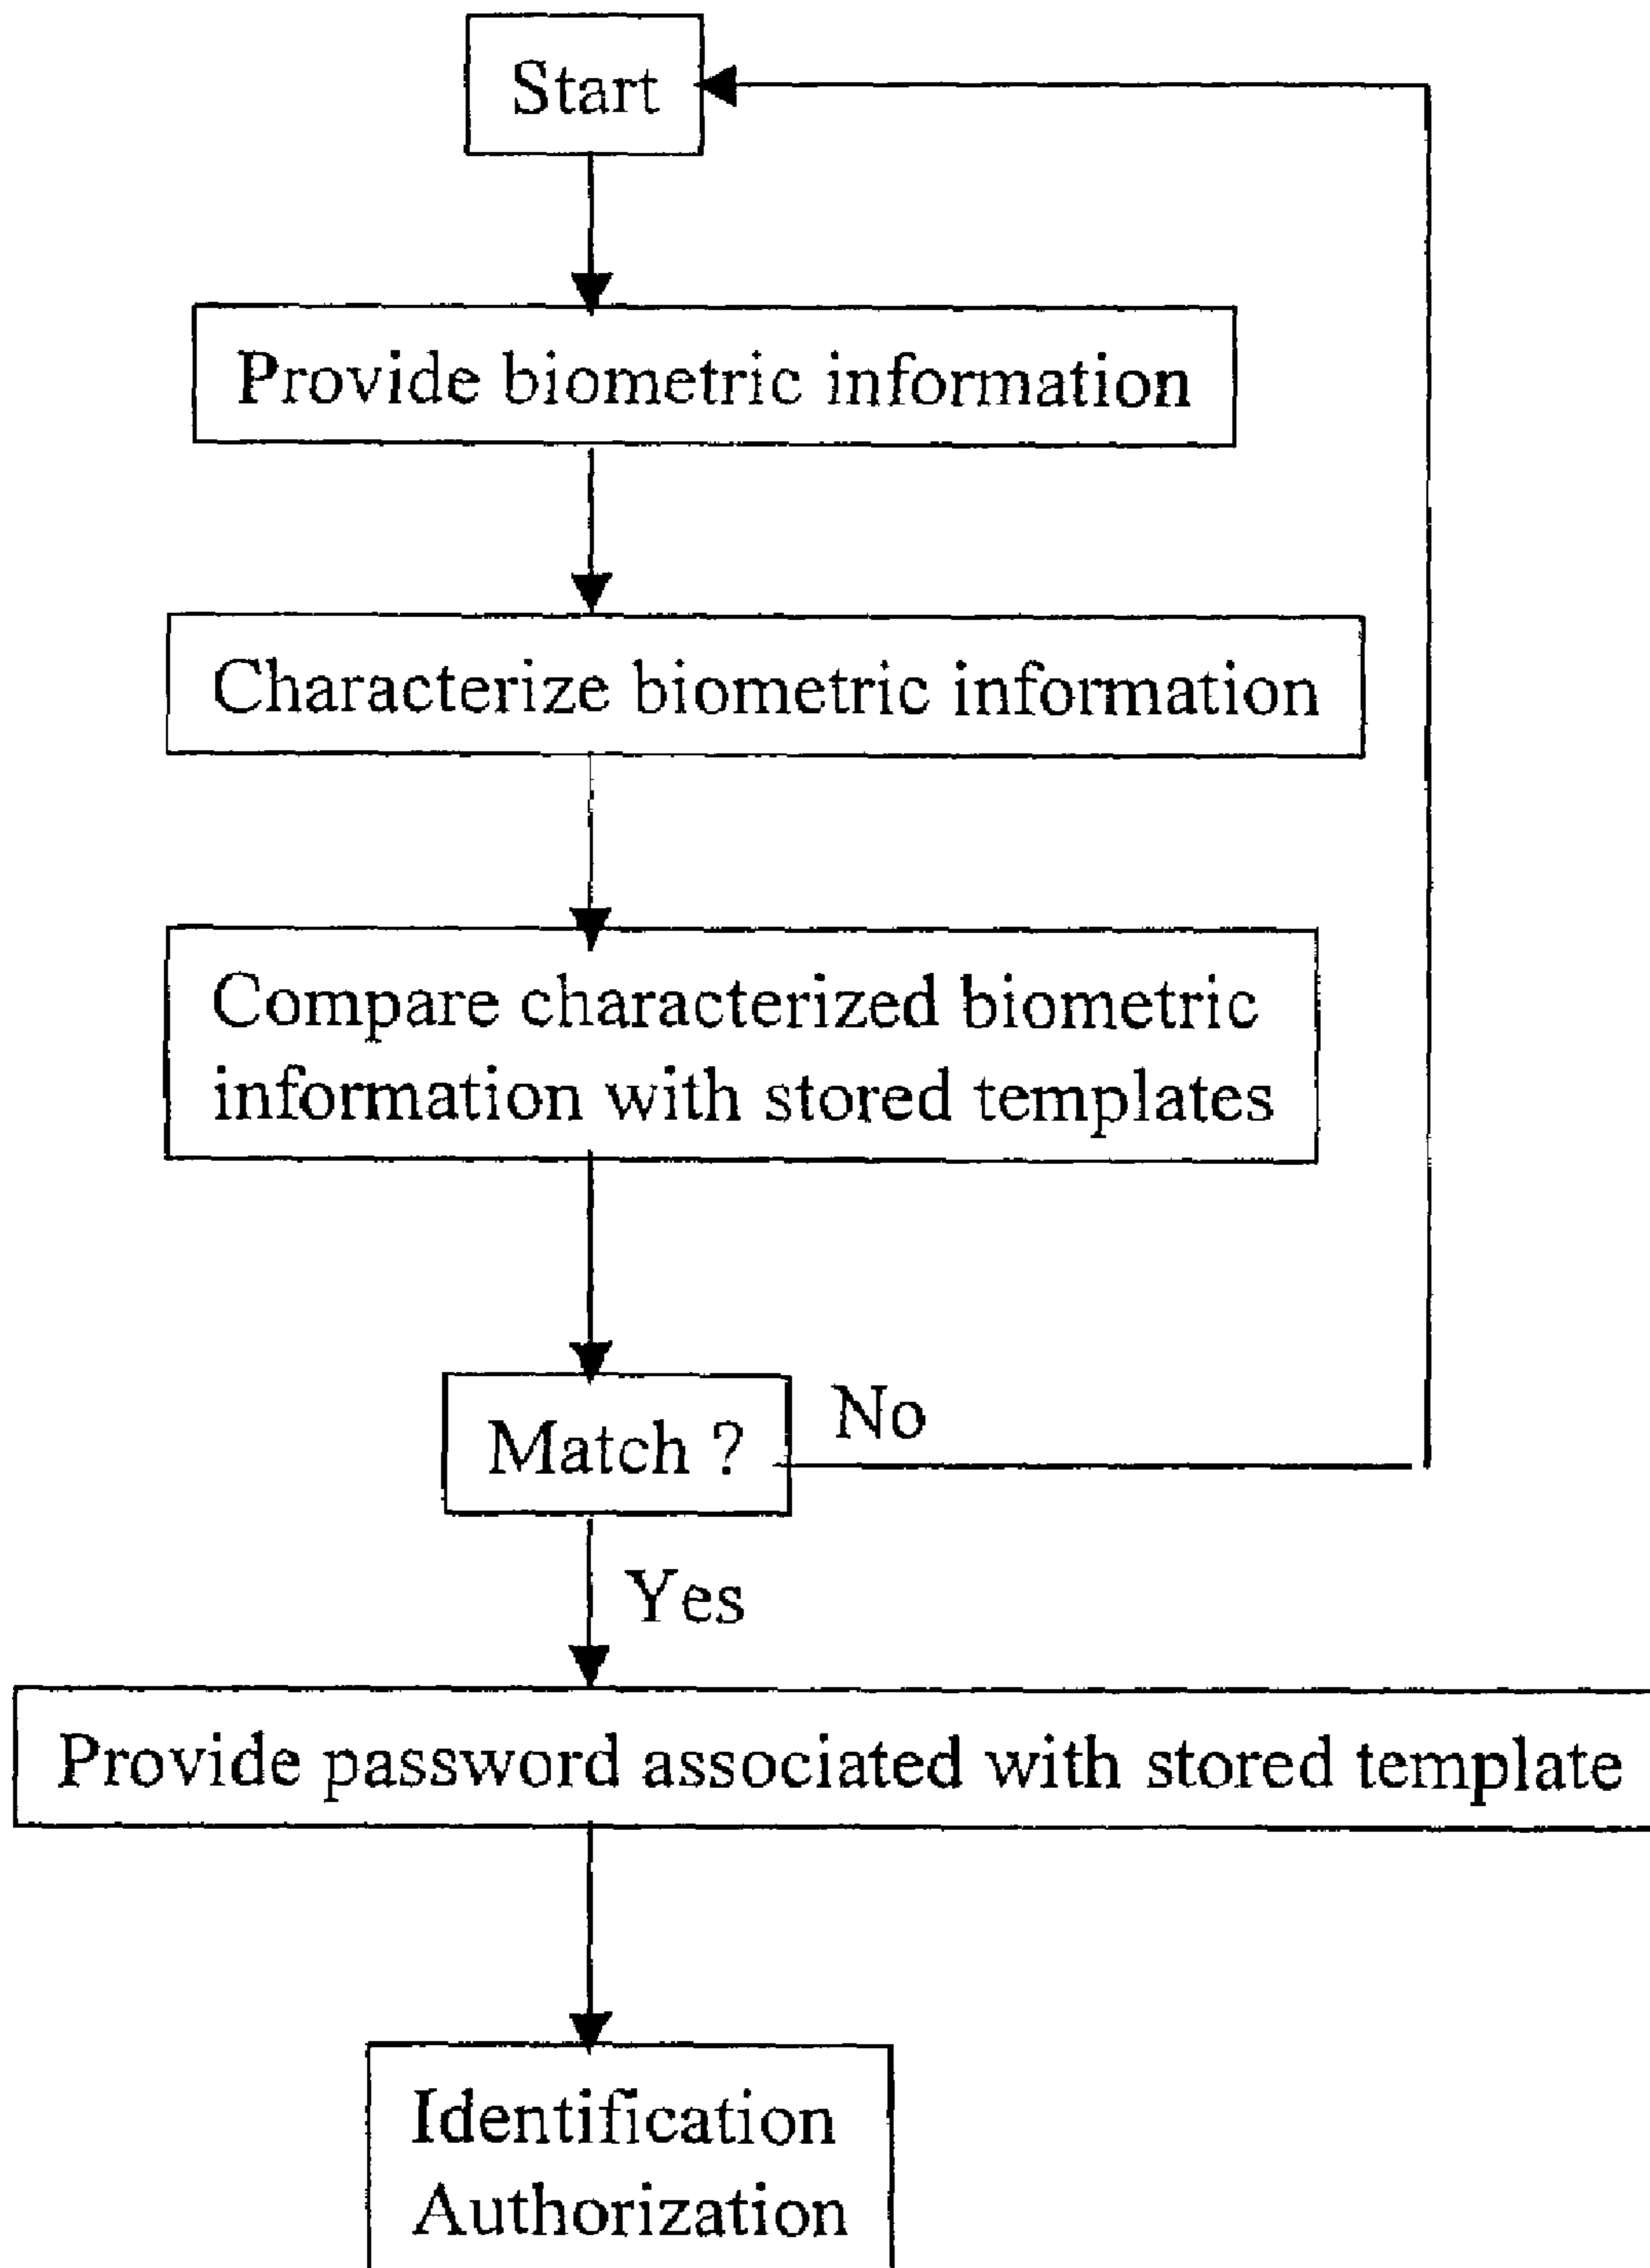 Start
Provide biometric information
Characterize biometric information
Compare characterized biometric
information with stored templates
Match ?
No
Yes
Provide password associated with stored template
Identification
Authorization